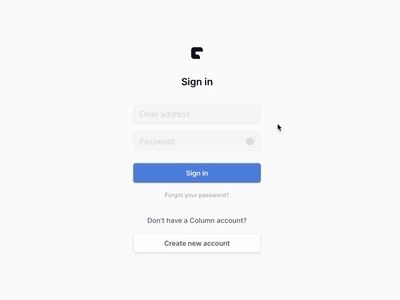 Sign in
Email address
Password
Sign in
Forgot your password?
Don't have a Column account?
Create new account